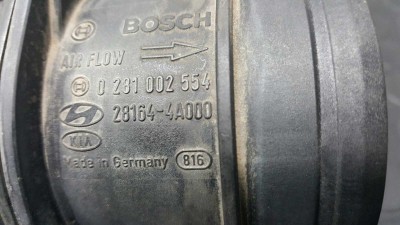 BOSCH
AIR FLOW
0 281 002 554
28164-4A000
KIA
Made in Germany 816